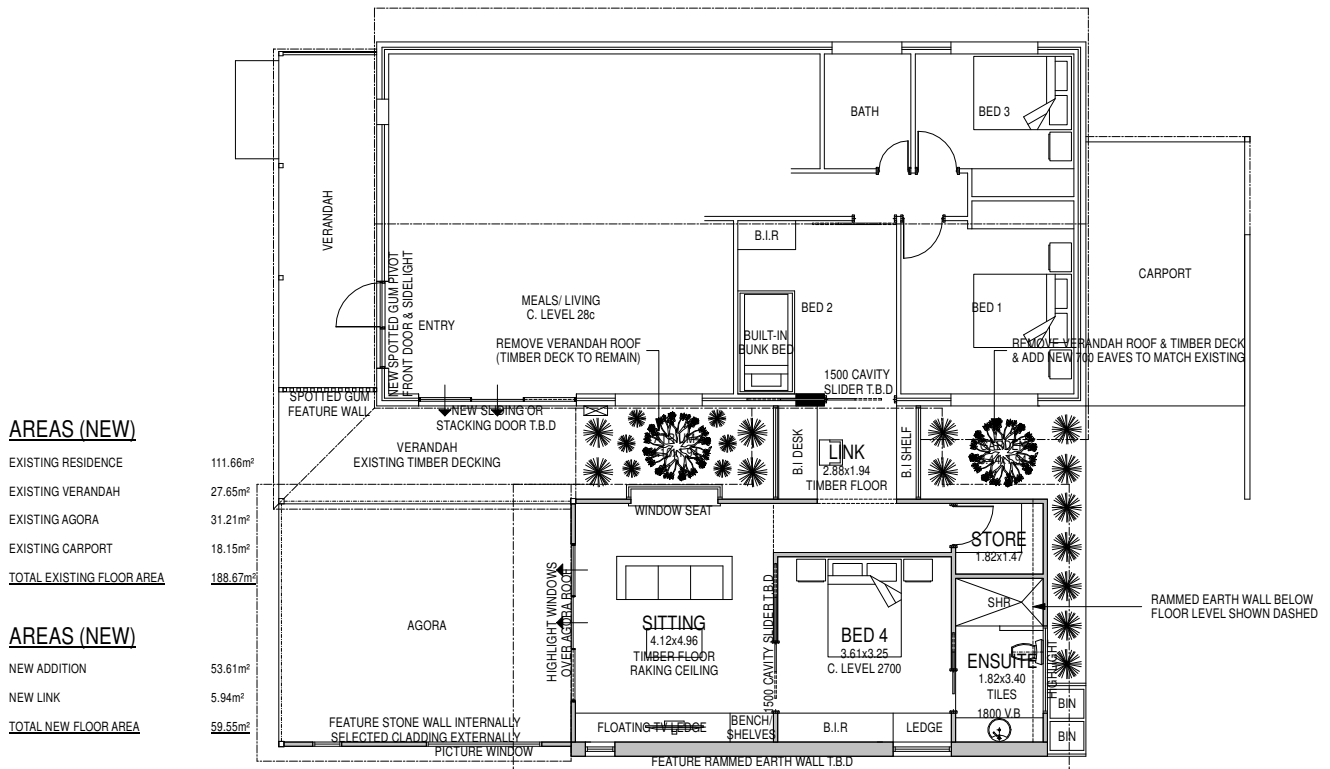 BATH
BED 3
VERANDAH
CARPORT
B.I.R
NEW SPOTTED GUM PIVOT
FRONT DOOR & SIDELIGHT
ENTRY
MEALS/ LIVING
C. LEVEL 28c
BED 2
BED 1
BUILT-IN
BUNK BED
REMOVE VERANDAH ROOF
(TIMBER DECK TO REMAIN)
REMOVE VERANDAH ROOF & TIMBER DECK
& ADD NEW 700 EAVES TO MATCH EXISTING
1500 CAVITY
SLIDER T.B.D
SPOTTED GUM
FEATURE WALL
NEW SLIDING OR
STACKING DOOR T.B.D
VERANDAH
EXISTING TIMBER DECKING
B.I DESK
LINK
2.88x1.94
TIMBER FLOOR
B.I SHELF
AREAS (NEW)
EXISTING RESIDENCE 111.66m²
EXISTING VERANDAH 27.65m²
EXISTING AGORA 31.21m²
EXISTING CARPORT 18.15m²
TOTAL EXISTING FLOOR AREA 188.67m²
AREAS (NEW)
NEW ADDITION 53.61m²
NEW LINK 5.94m²
TOTAL NEW FLOOR AREA 59.55m²
WINDOW SEAT
STORE
1.82x1.47
AGORA
HIGHLIGHT WINDOWS
OVER AGORA ROOF
SITTING
4.12x4.96
TIMBER FLOOR
RAKING CEILING
1500 CAVITY SLIDER T.B.D
BED 4
3.61x3.25
C. LEVEL 2700
SHR
RAMMED EARTH WALL BELOW
FLOOR LEVEL SHOWN DASHED
ENSUITE
1.82x3.40
TILES
1800 V.B
HIGHLIGHT
BIN
BIN
FEATURE STONE WALL INTERNALLY
SELECTED CLADDING EXTERNALLY
PICTURE WINDOW
FLOATING TV LEDGE
BENCH/
SHELVES
B.I.R
LEDGE
FEATURE RAMMED EARTH WALL T.B.D